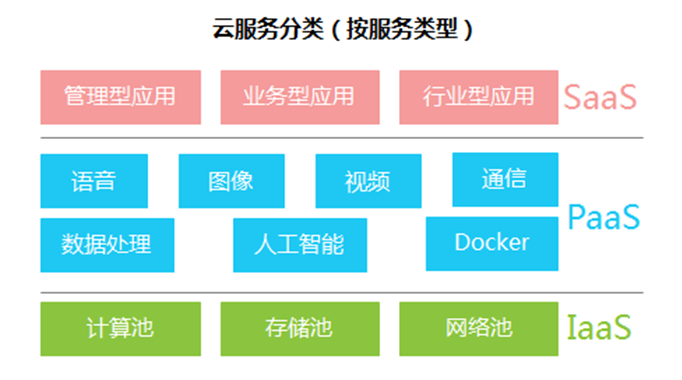 云服务分类（按服务类型）
管理型应用 业务型应用 行业型应用 SaaS
语音 图像 视频 通信
PaaS
数据处理 人工智能 Docker
计算池 存储池 网络池 IaaS